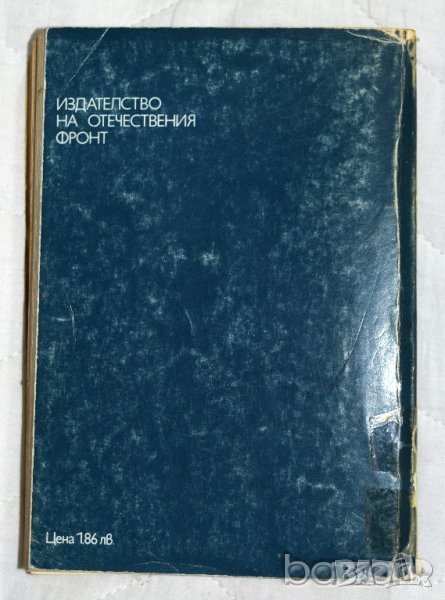 ИЗДАТЕЛСТВО
НА ОТЕЧЕСТВЕНИЯ
ФРОНТ
Цена 1.86 лв.
BAZAR